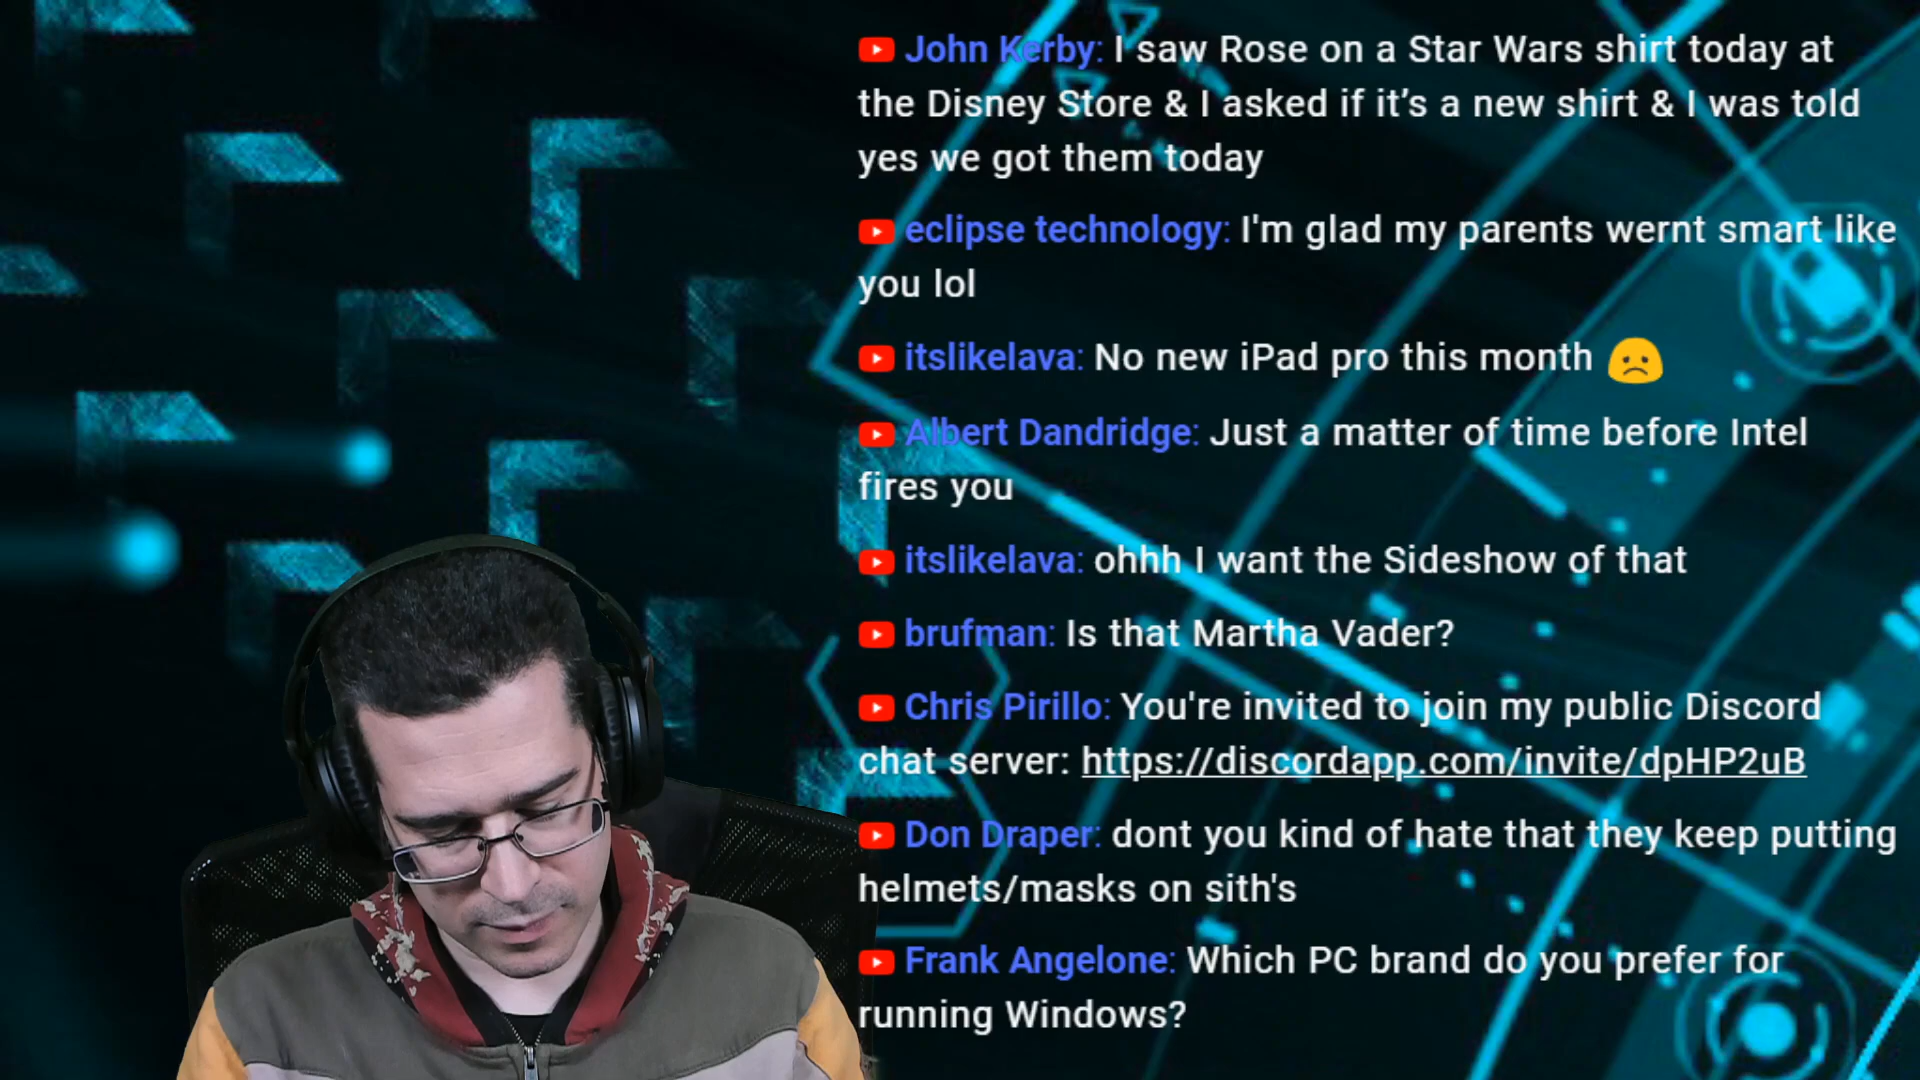 John Kerby: I saw Rose on a Star Wars shirt today at
the Disney Store & I asked if it’s a new shirt & I was told
yes we got them today
eclipse technology: I'm glad my parents wernt smart like
you lol
itslikelava: No new iPad pro this month
Albert Dandridge: Just a matter of time before Intel
fires you
itslikelava: ohhh I want the Sideshow of that
brufman: Is that Martha Vader?
Chris Pirillo: You're invited to join my public Discord
chat server: https://discordapp.com/invite/dpHP2uB
Don Draper: dont you kind of hate that they keep putting
helmets/masks on sith's
Frank Angelone: Which PC brand do you prefer for
running Windows?